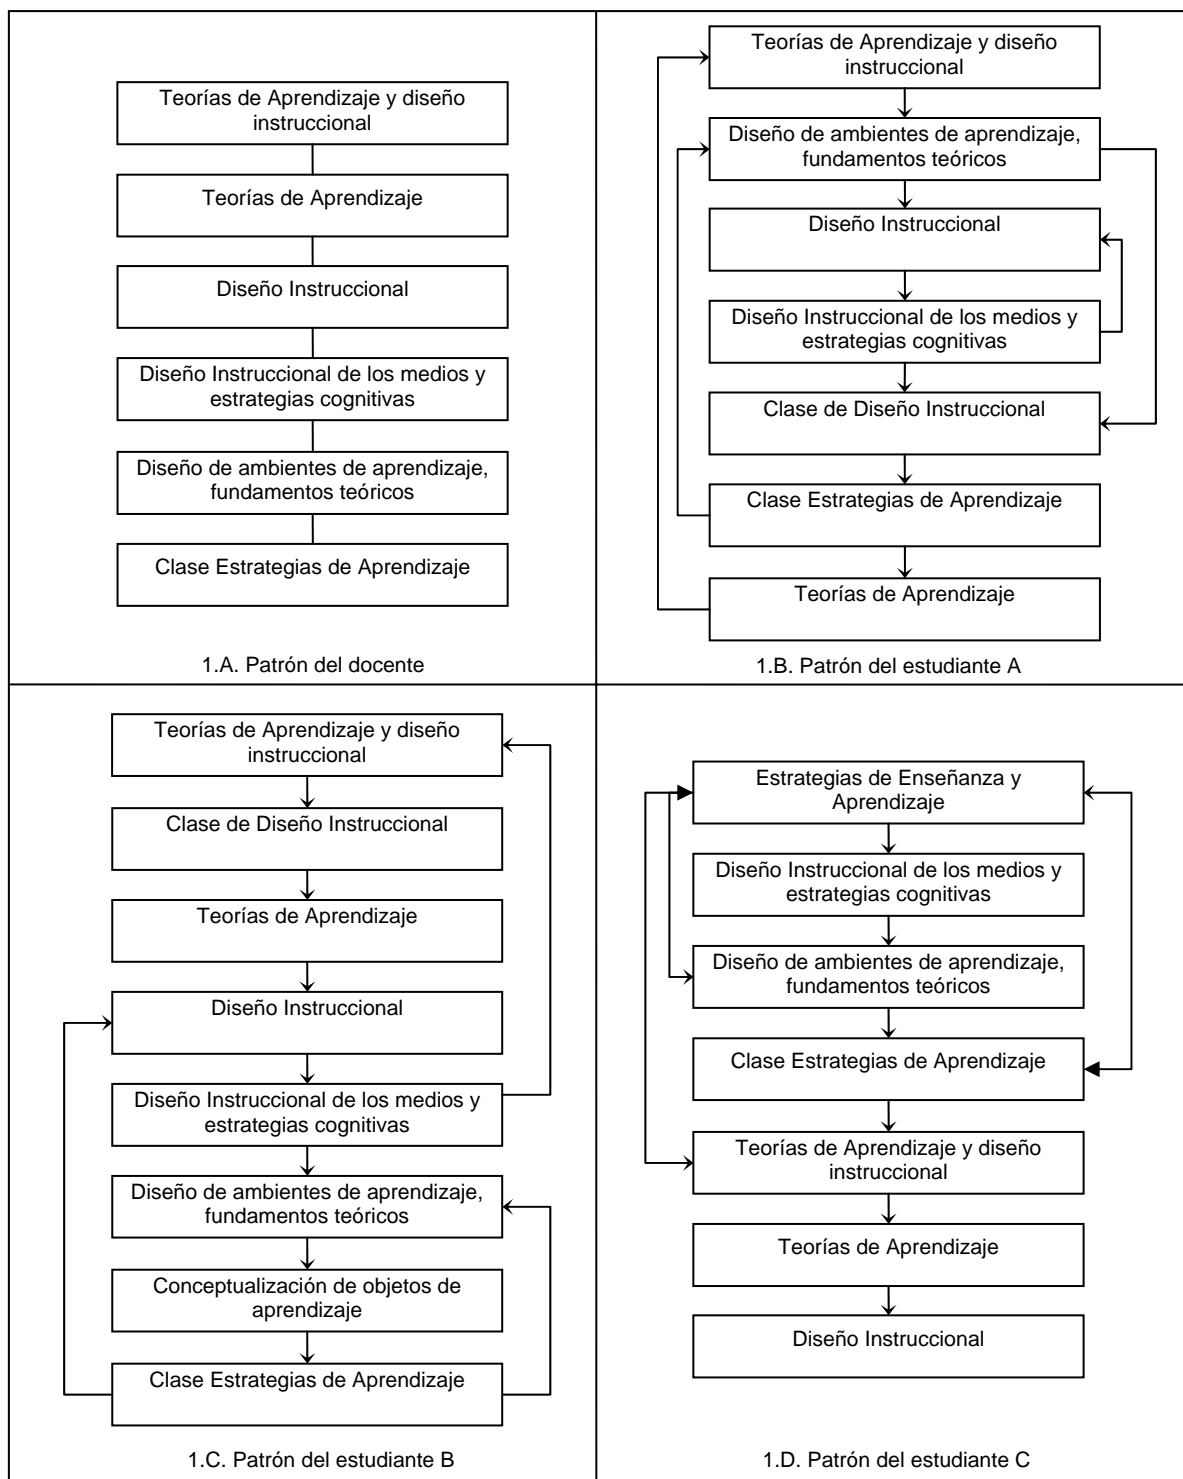 Teorías de Aprendizaje y diseño
instruccional
Teorías de Aprendizaje
Diseño Instruccional
Diseño Instruccional de los medios y
estrategias cognitivas
Diseño de ambientes de aprendizaje,
fundamentos teóricos
Clase Estrategias de Aprendizaje
1.A. Patrón del docente
Teorías de Aprendizaje y diseño
instruccional
Diseño de ambientes de aprendizaje,
fundamentos teóricos
Diseño Instruccional
Diseño Instruccional de los medios y
estrategias cognitivas
Clase de Diseño Instruccional
Clase Estrategias de Aprendizaje
Teorías de Aprendizaje
1.B. Patrón del estudiante A
Teorías de Aprendizaje y diseño
instruccional
Clase de Diseño Instruccional
Teorías de Aprendizaje
Diseño Instruccional
Diseño Instruccional de los medios y
estrategias cognitivas
Diseño de ambientes de aprendizaje,
fundamentos teóricos
Conceptualización de objetos de
aprendizaje
Clase Estrategias de Aprendizaje
1.C. Patrón del estudiante B
Estrategias de Enseñanza y
Aprendizaje
Diseño Instruccional de los medios y
estrategias cognitivas
Diseño de ambientes de aprendizaje,
fundamentos teóricos
Clase Estrategias de Aprendizaje
Teorías de Aprendizaje y diseño
instruccional
Teorías de Aprendizaje
Diseño Instruccional
1.D. Patrón del estudiante C